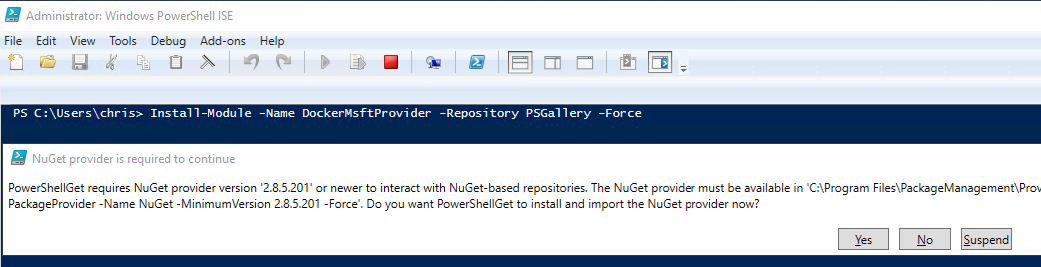 Administrator: Windows PowerShell ISE
File Edit View Tools Debug Add-ons Help
PS C:\Users\chris> Install-Module -Name DockerMsftProvider -Repository PSGallery -Force
NuGet provider is required to continue
PowerShellGet requires NuGet provider version '2.8.5.201' or newer to interact with NuGet-based repositories. The NuGet provider must be available in 'C:\Program Files\PackageManagement\Prov
PackageProvider -Name NuGet -MinimumVersion 2.8.5.201 -Force'. Do you want PowerShellGet to install and import the NuGet provider now?
Yes No Suspend